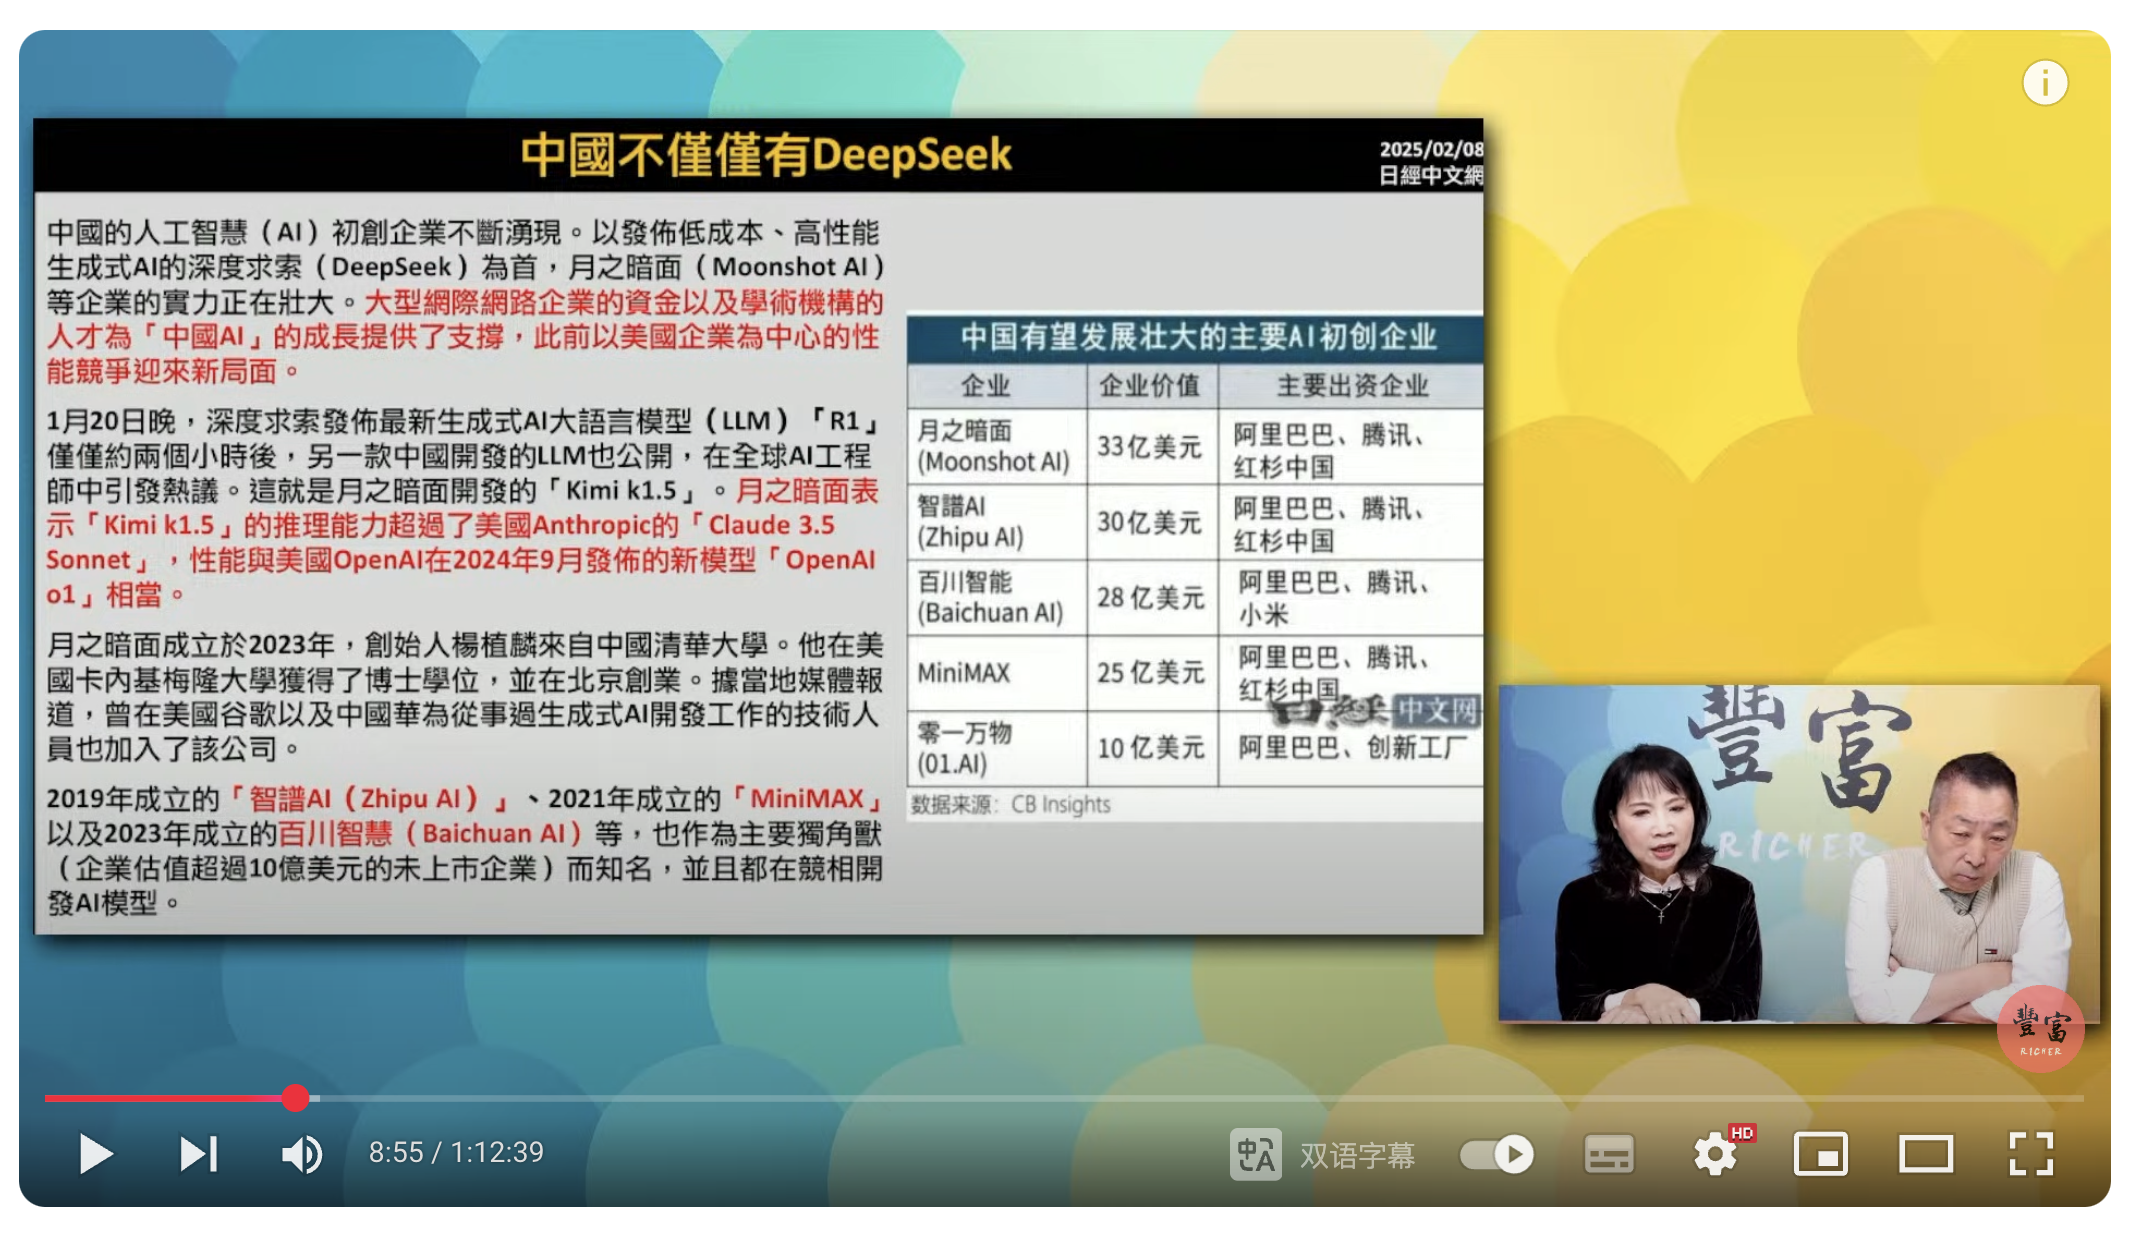 中國不僅僅有DeepSeek
2025/02/08
日經中文網
中國的人工智慧（AI）初創企業不斷湧現。以發佈低成本、高性能
生成式AI的深度求索（DeepSeek）為首，月之暗面（Moonshot AI）
等企業的實力正在壯大。大型網際網路企業的資金以及學術機構的
人才為「中國AI」的成長提供了支撐，此前以美國企業為中心的性
能競爭迎來新局面。
1月20日晚，深度求索發佈最新生成式AI大語言模型（LLM）「R1」
僅僅約兩個小時後，另一款中國開發的LLM也公開，在全球AI工程
師中引發熱議。這就是月之暗面開發的「Kimi k1.5」。月之暗面表
示「Kimi k1.5」的推理能力超過了美國Anthropic的「Claude 3.5
Sonnet」，性能與美國OpenAI在2024年9月發佈的新模型「OpenAI
o1」相當。
月之暗面成立於2023年，創始人楊植麟來自中國清華大學。他在美
國卡內基梅隆大學獲得了博士學位，並在北京創業。據當地媒體報
道，曾在美國谷歌以及中國華為從事過生成式AI開發工作的技術人
員也加入了該公司。
2019年成立的「智譜AI（Zhipu AI）」、2021年成立的「MiniMAX」
以及2023年成立的百川智慧（Baichuan AI）等，也作為主要獨角獸
（企業估值超過10億美元的未上市企業）而知名，並且都在競相開
發AI模型。
中国有望发展壮大的主要AI初创企业
企业 企业价值 主要出资企业
月之暗面
(Moonshot AI)
33亿美元
阿里巴巴、腾讯、
红杉中国
智譜AI
(Zhipu AI)
30亿美元
阿里巴巴、腾讯、
红杉中国
百川智能
(Baichuan AI)
28亿美元
阿里巴巴、腾讯、
小米
MiniMAX
25亿美元
阿里巴巴、腾讯、
红杉中国
日經中文网
零一万物
(01.AI)
10亿美元
阿里巴巴、创新工厂
数据来源：CB Insights
豐富
RICHER
豐富
RICHER
8:55 / 1:12:39
中A
双语字幕
HD